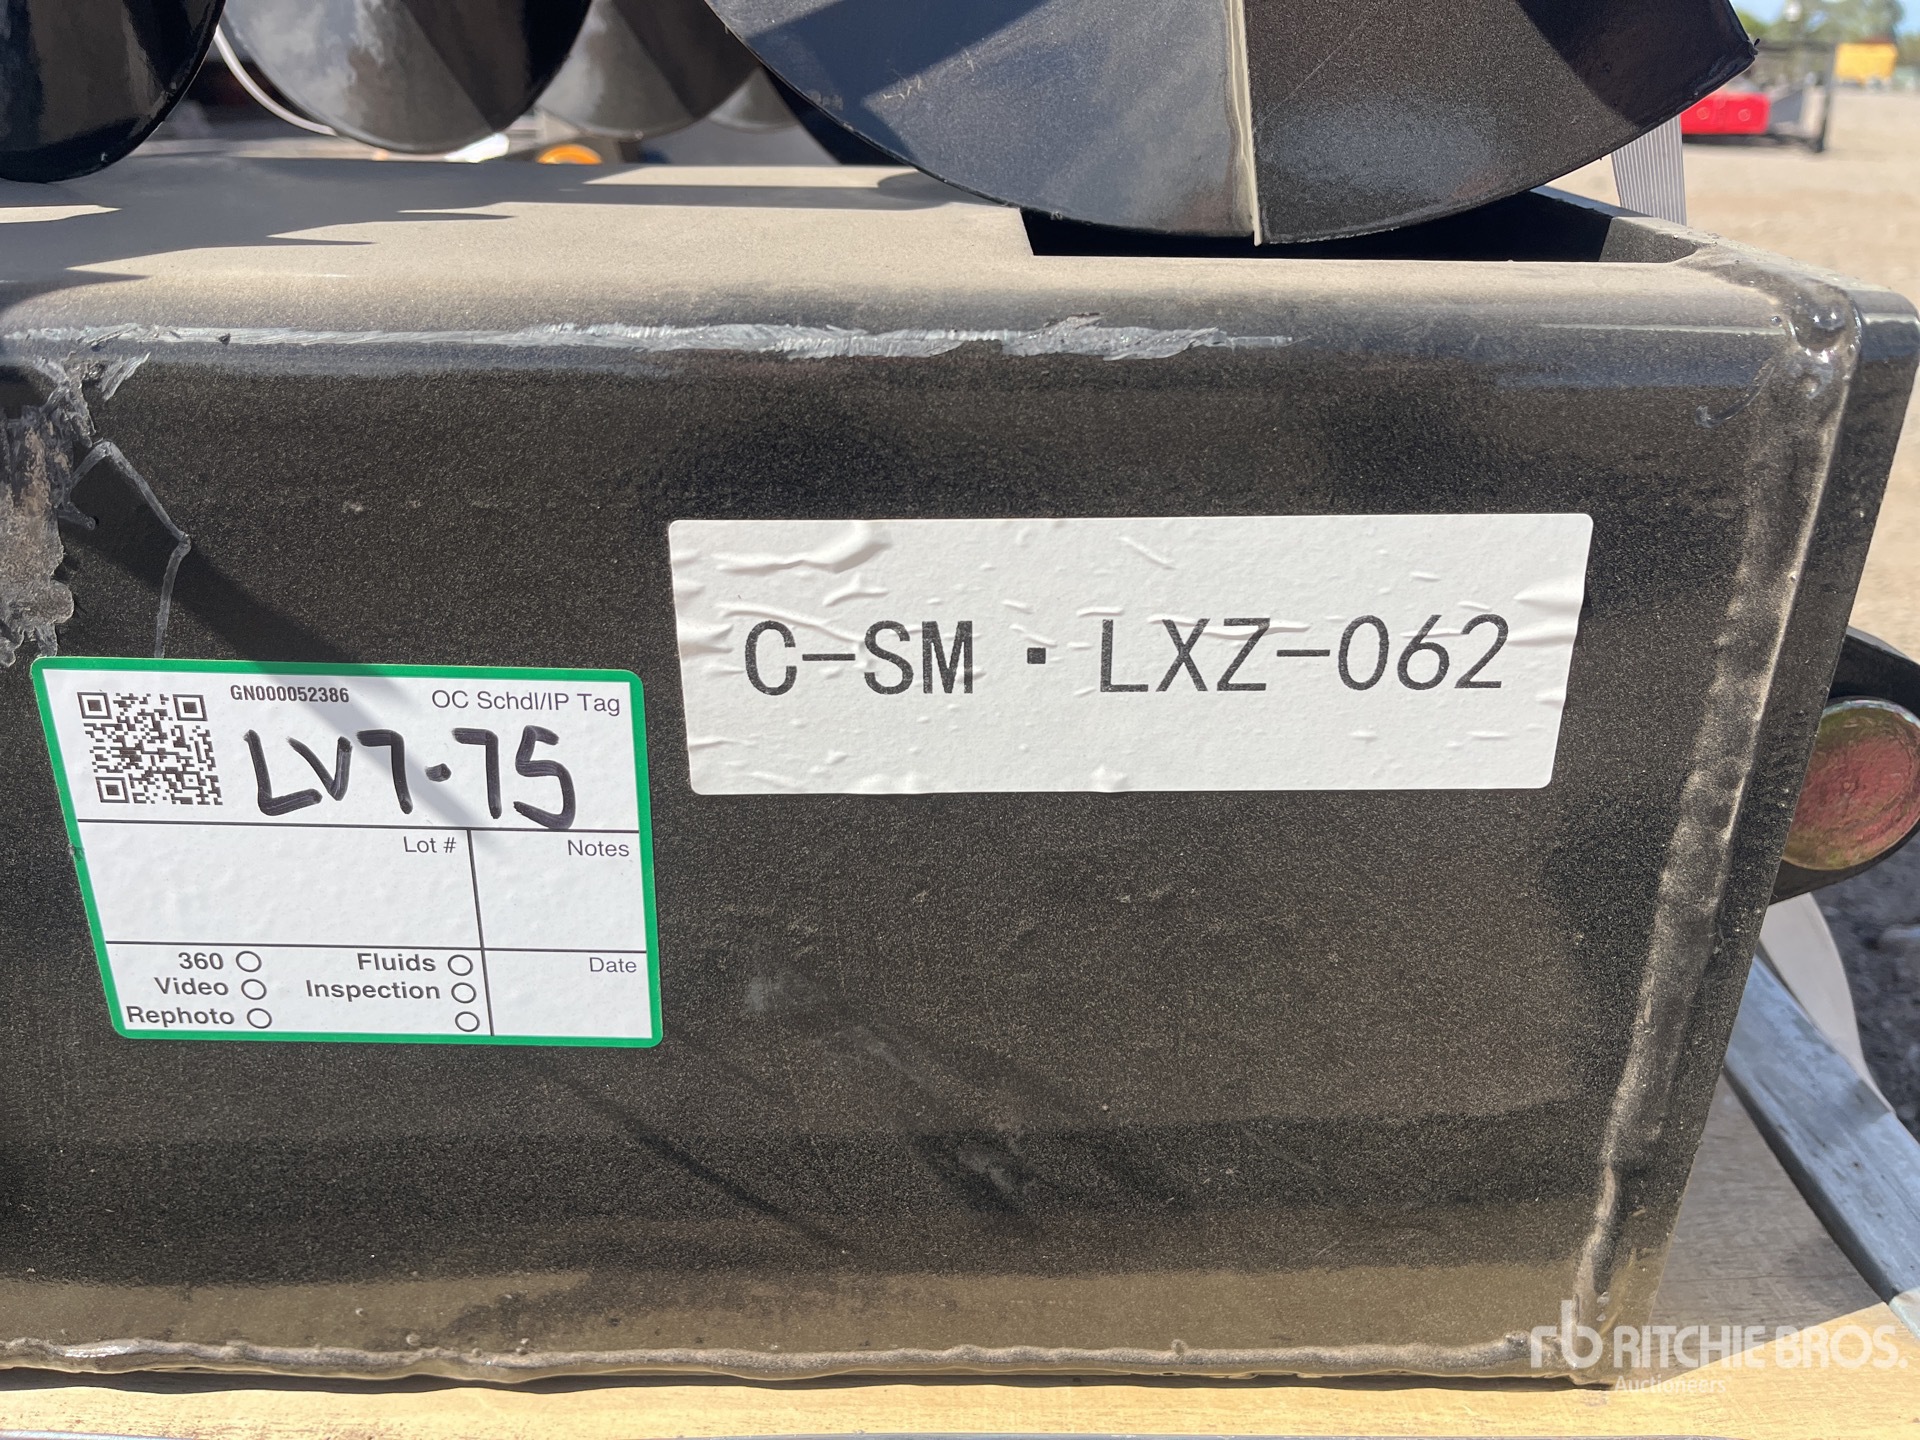 C-SM·LXZ-062
GN000052386
OC Schdl/IP Tag
LV7.75
Lot #
Notes
360
Fluids
Date
Video
Inspection
Rephoto
rb RITCHIE BROS.
Auctioneers